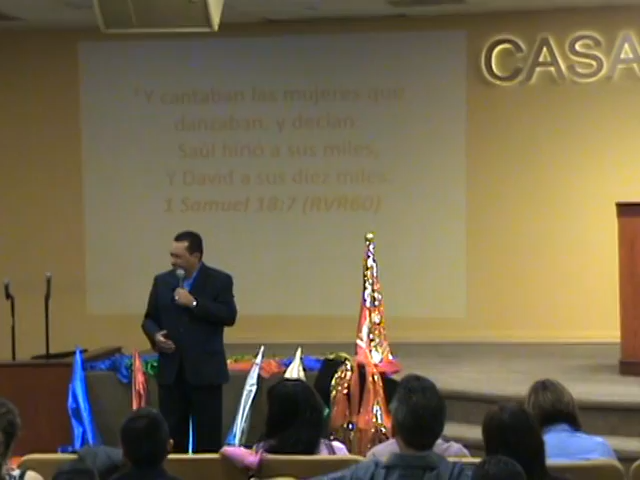 "Y cantaban las mujeres que
danzaban, y decían
Saúl hirió a sus miles,
Y David a sus diez miles.
1 Samuel 18:7 (RVR60)
CASA